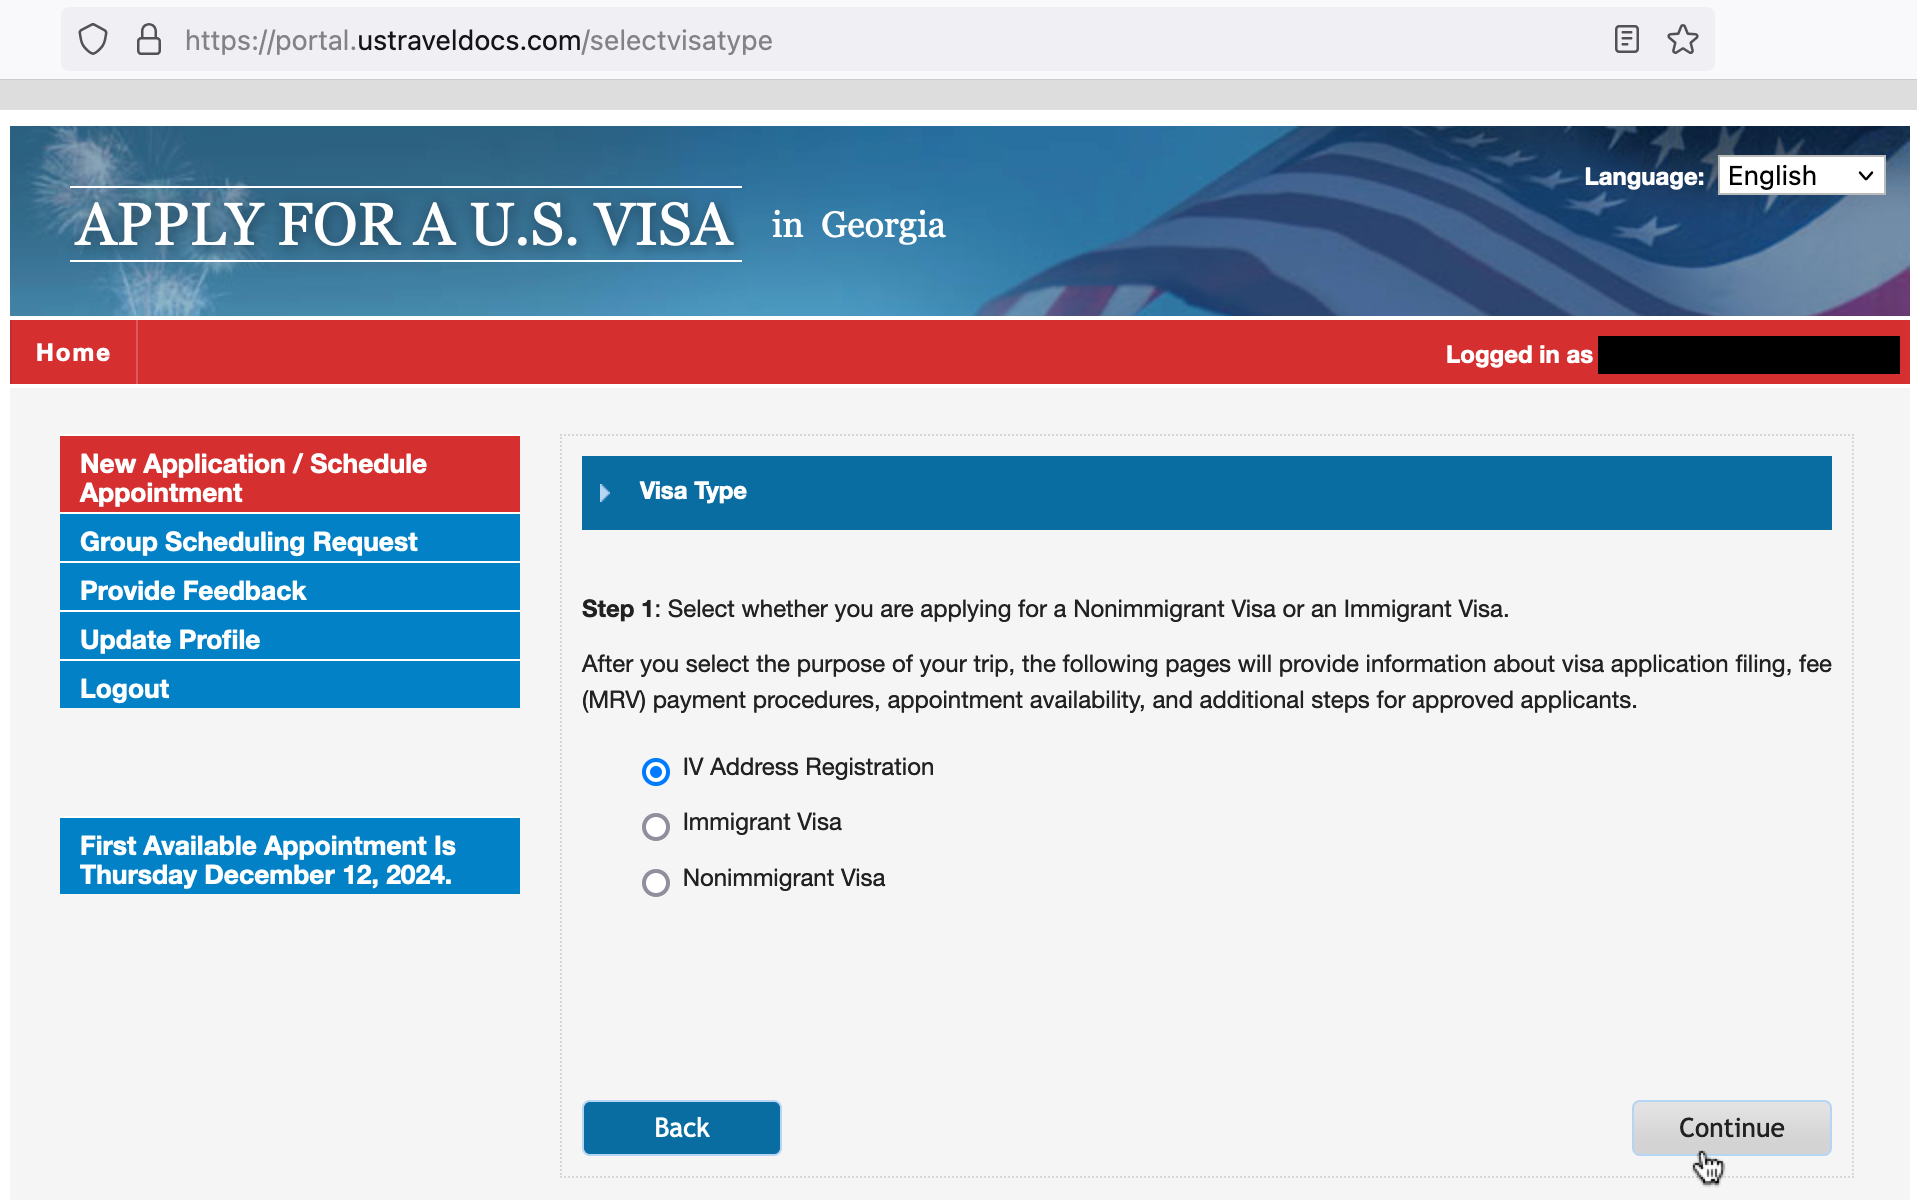 https://portal.ustraveldocs.com/selectvisatype
APPLY FOR A U.S. VISA in Georgia
Language: English
Home
Logged in as
New Application / Schedule
Appointment
Group Scheduling Request
Provide Feedback
Update Profile
Logout
First Available Appointment Is
Thursday December 12, 2024.
Visa Type
Step 1: Select whether you are applying for a Nonimmigrant Visa or an Immigrant Visa.
After you select the purpose of your trip, the following pages will provide information about visa application filing, fee
(MRV) payment procedures, appointment availability, and additional steps for approved applicants.
IV Address Registration
Immigrant Visa
Nonimmigrant Visa
Back
Continue